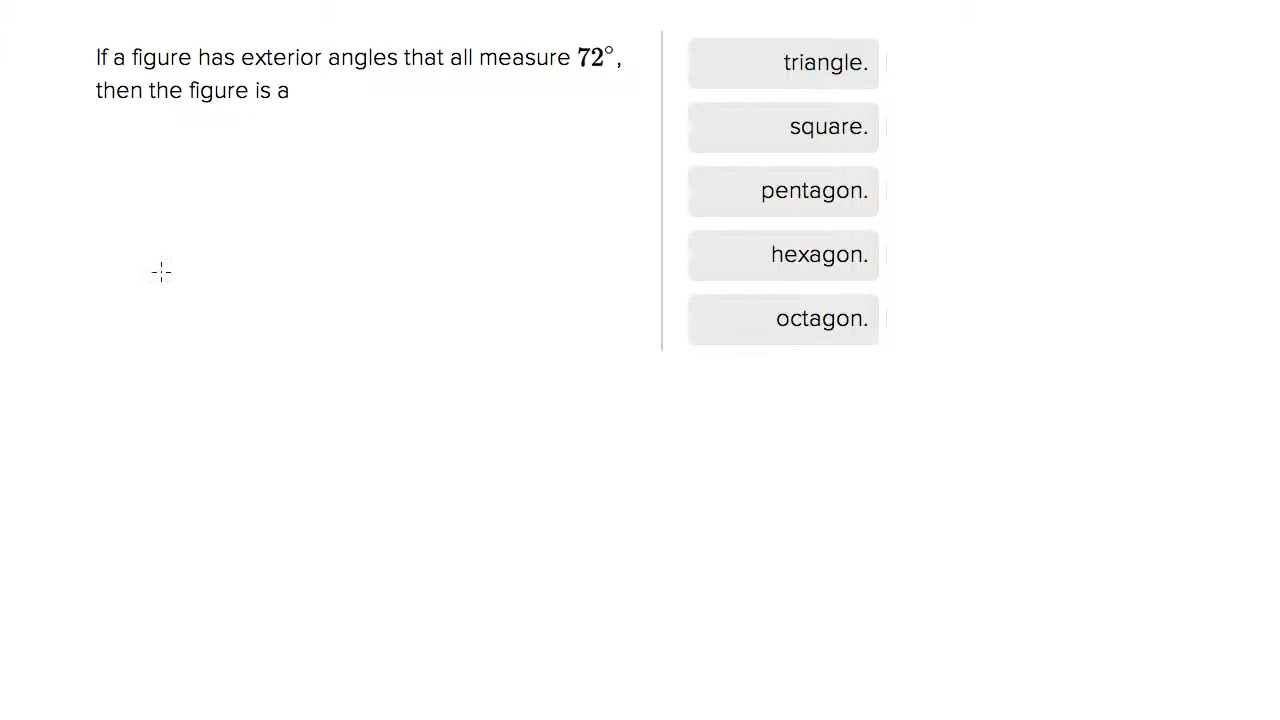 If a figure has exterior angles that all measure 72°,
then the figure is a
triangle.
square.
pentagon.
hexagon.
octagon.